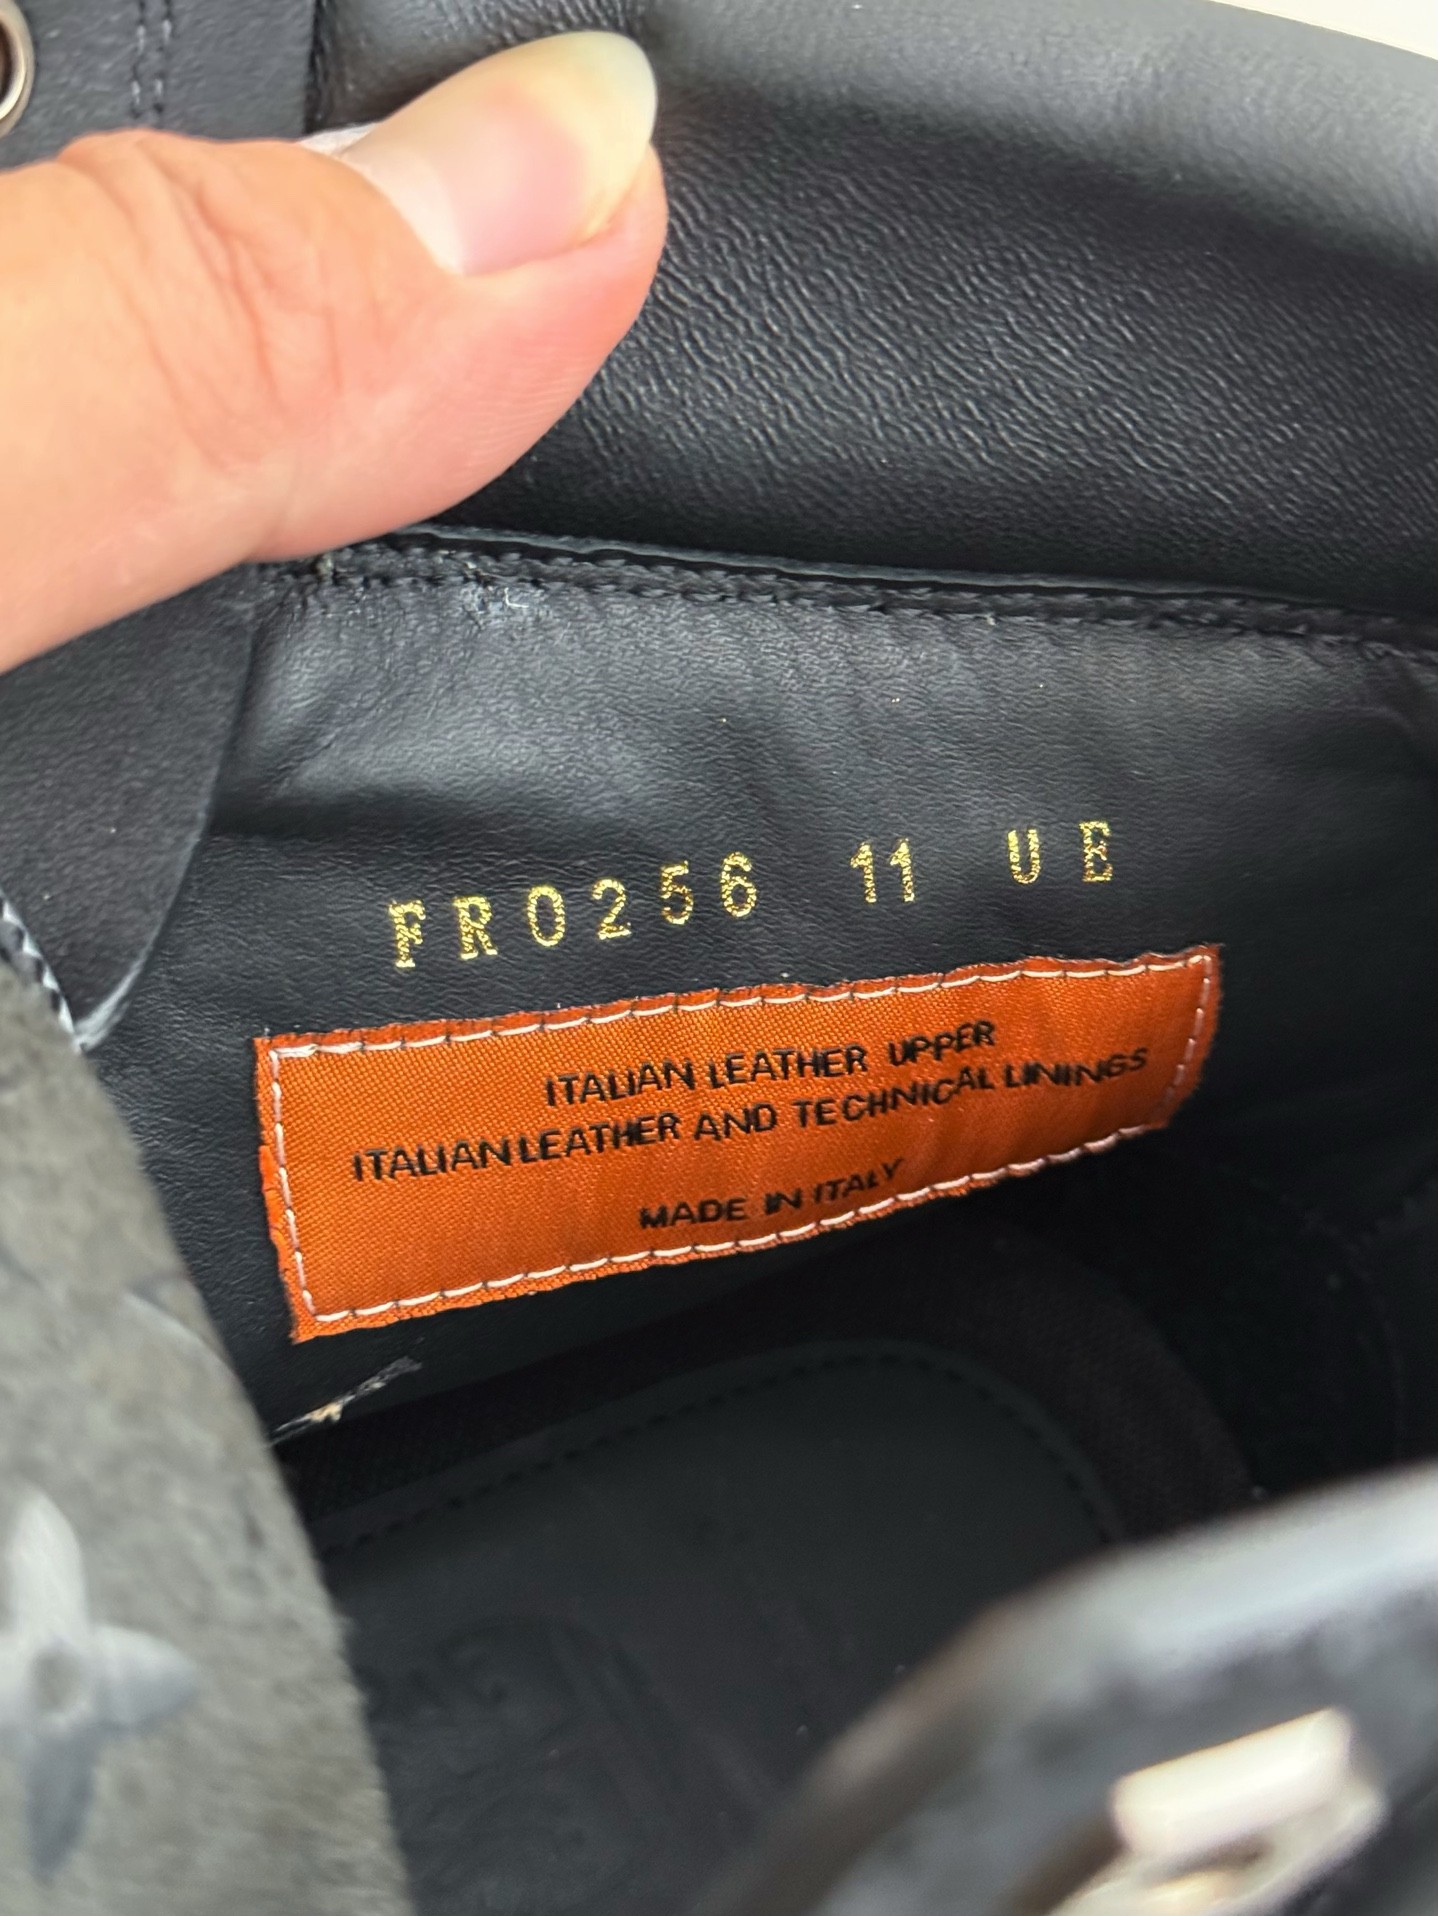 FR0256 11 UE
ITALIAN LEATHER UPPER
ITALIAN LEATHER AND TECHNICAL LININGS
MADE IN ITALY